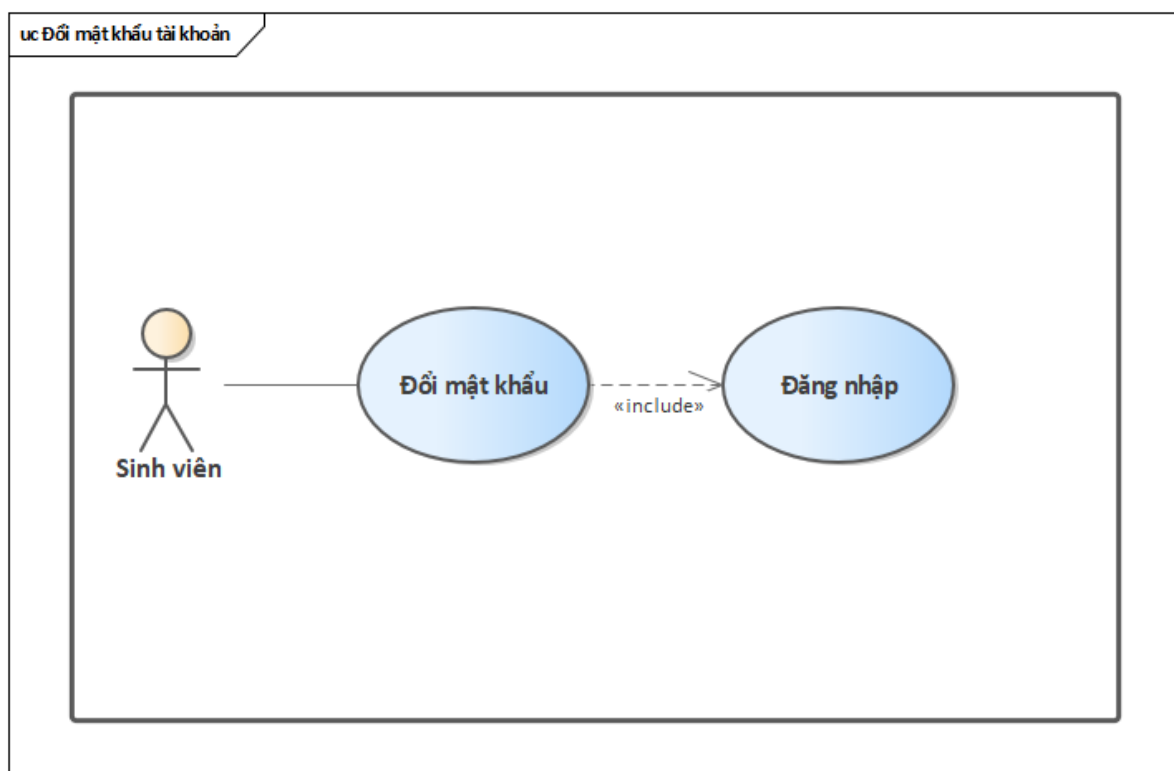 uc Đổi mật khẩu tài khoản
Đổi mật khẩu
Đăng nhập
«include»
Sinh viên